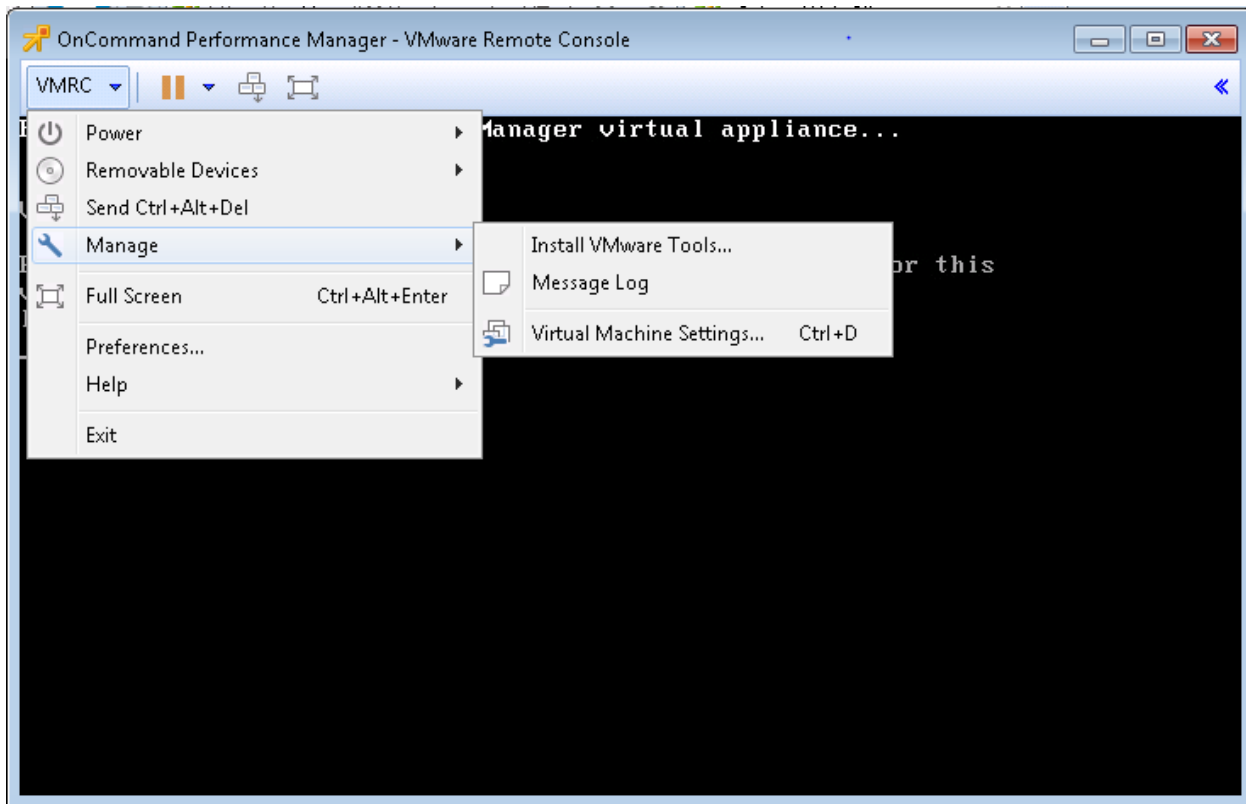 OnCommand Performance Manager - VMware Remote Console
VMRC
Manager virtual appliance...
Power
Removable Devices
Send Ctrl+Alt+Del
Manage
Install VMware Tools...
or this
Message Log
Full Screen Ctrl+Alt+Enter
Virtual Machine Settings... Ctrl+D
Preferences...
Help
Exit